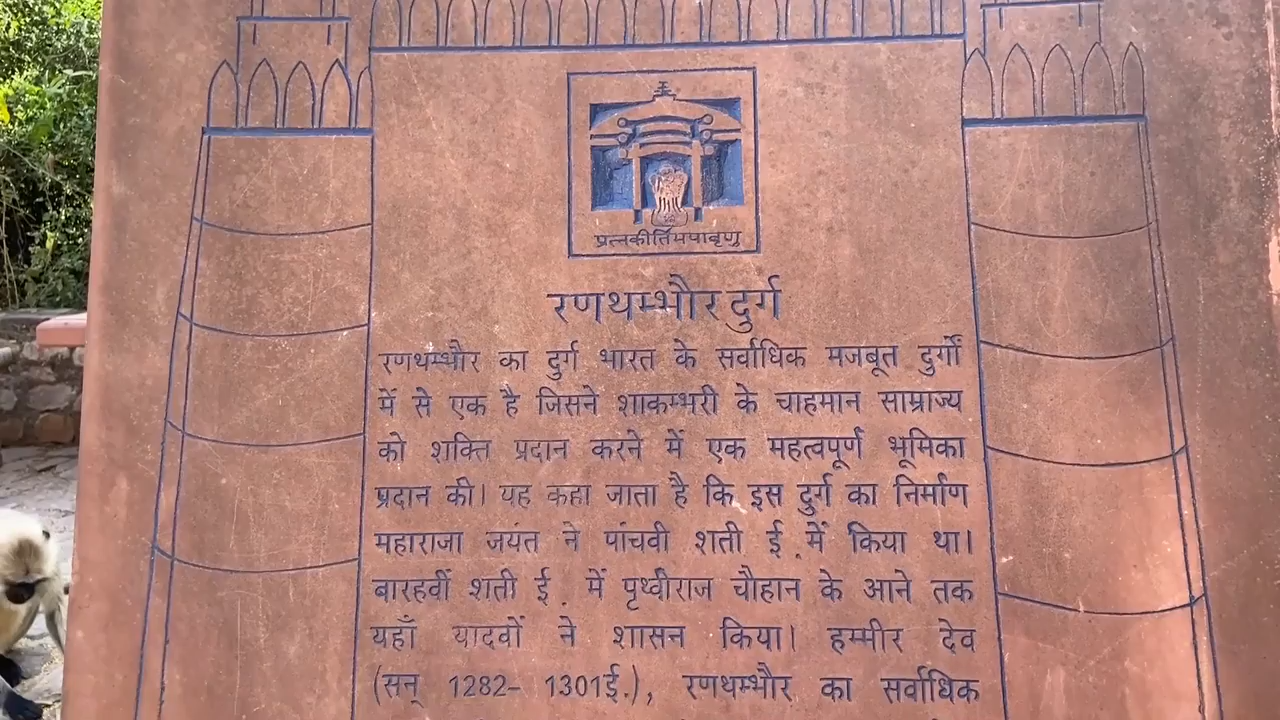 प्रत्नकीर्तिमपावृणु
रणथम्भौर दुर्ग
रणथम्भौर का दुर्ग भारत के सर्वाधिक मजबूत दुर्गों
में से एक है जिसने शाकम्भरी के चाहमान साम्राज्य
को शक्ति प्रदान करने में एक महत्वपूर्ण भूमिका
प्रदान की। यह कहा जाता है कि इस दुर्ग का निर्माण
महाराजा जयंत ने पांचवी शती ई. में किया था।
बारहवीं शती ई. में पृथ्वीराज चौहान के आने तक
यहाँ यादवों ने शासन किया। हम्मीर देव
(सन् 1282- 1301ई.), रणथम्भौर का सर्वाधिक